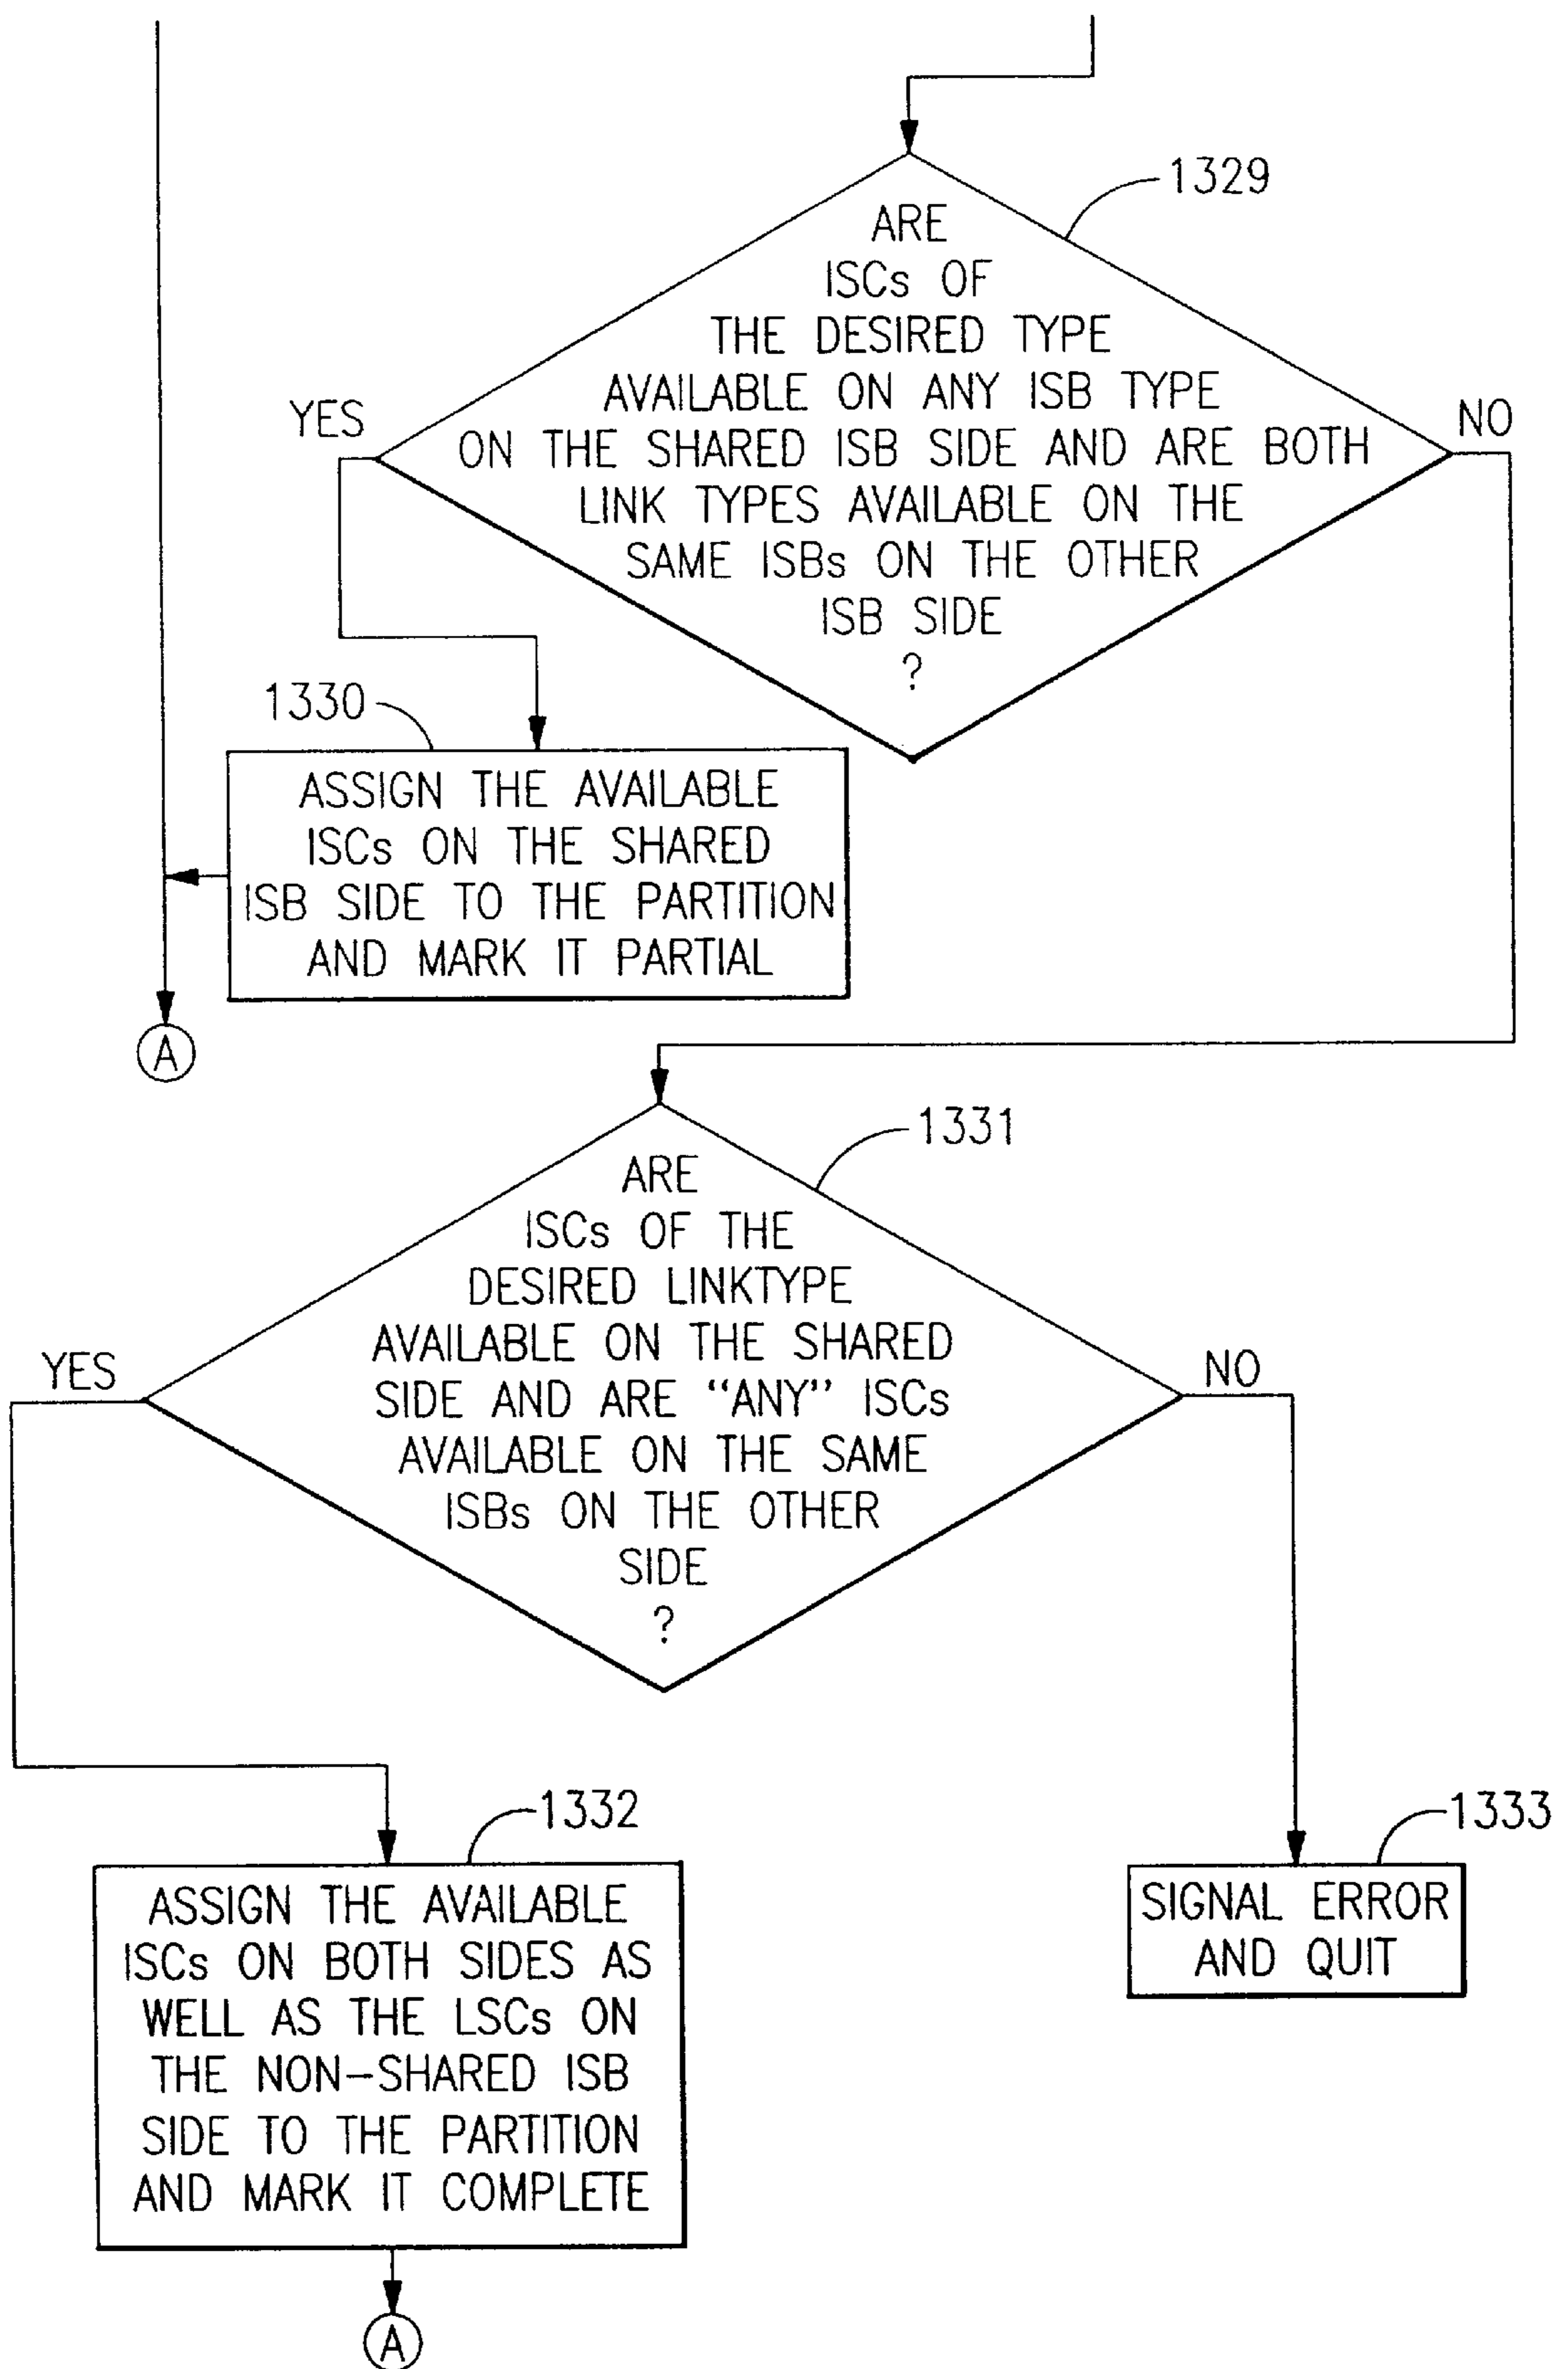 1329
ARE
ISCs OF
THE DESIRED TYPE
AVAILABLE ON ANY ISB TYPE
ON THE SHARED ISB SIDE AND ARE BOTH
LINK TYPES AVAILABLE ON THE
SAME ISBs ON THE OTHER
ISB SIDE
?
YES
NO
1330
ASSIGN THE AVAILABLE
ISCs ON THE SHARED
ISB SIDE TO THE PARTITION
AND MARK IT PARTIAL
A
1331
ARE
ISCs OF THE
DESIRED LINKTYPE
AVAILABLE ON THE SHARED
SIDE AND ARE “ANY” ISCs
AVAILABLE ON THE SAME
ISBs ON THE OTHER
SIDE
?
YES
NO
1332
ASSIGN THE AVAILABLE
ISCs ON BOTH SIDES AS
WELL AS THE LSCs ON
THE NON-SHARED ISB
SIDE TO THE PARTITION
AND MARK IT COMPLETE
A
1333
SIGNAL ERROR
AND QUIT